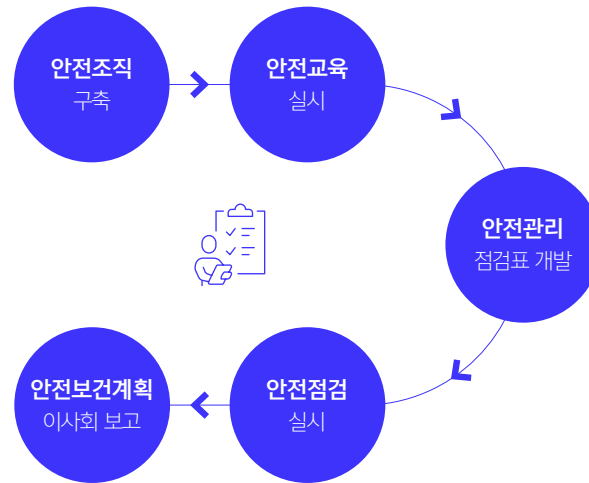 안전조직
구축
안전교육
실시
안전관리
점검표 개발
안전점검
실시
안전보건계획
이사회 보고